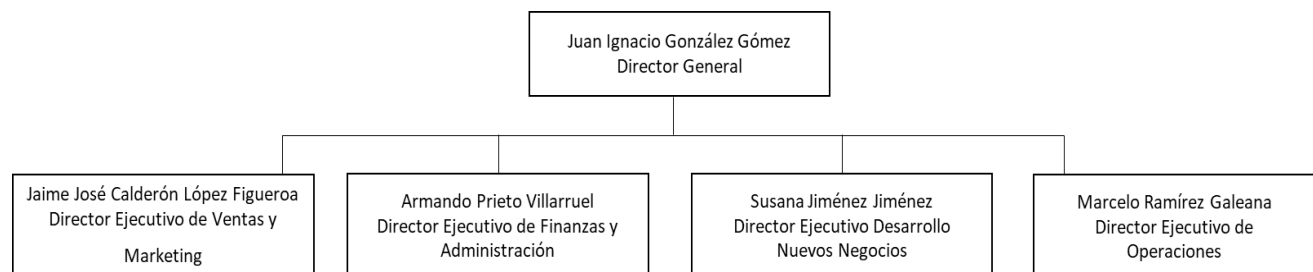 Juan Ignacio González Gómez
Director General
Jaime José Calderón López Figueroa
Director Ejecutivo de Ventas y
Marketing
Armando Prieto Villarruel
Director Ejecutivo de Finanzas y
Administración
Susana Jiménez Jiménez
Director Ejecutivo Desarrollo
Nuevos Negocios
Marcelo Ramírez Galeana
Director Ejecutivo de
Operaciones